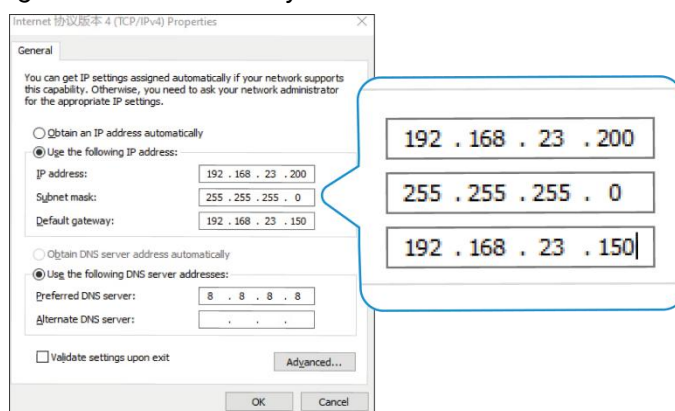 Internet 协议版本 4 (TCP/IPv4) Properties
General
You can get IP settings assigned automatically if your network supports
this capability. Otherwise, you need to ask your network administrator
for the appropriate IP settings.
Obtain an IP address automatically
Use the following IP address:
IP address: 192 . 168 . 23 . 200
Subnet mask: 255 . 255 . 255 . 0
Default gateway: 192 . 168 . 23 . 150
Obtain DNS server address automatically
Use the following DNS server addresses:
Preferred DNS server: 8 . 8 . 8 . 8
Alternate DNS server: . . .
Validate settings upon exit
Advanced...
OK Cancel
192 . 168 . 23 . 200
255 . 255 . 255 . 0
192 . 168 . 23 . 150